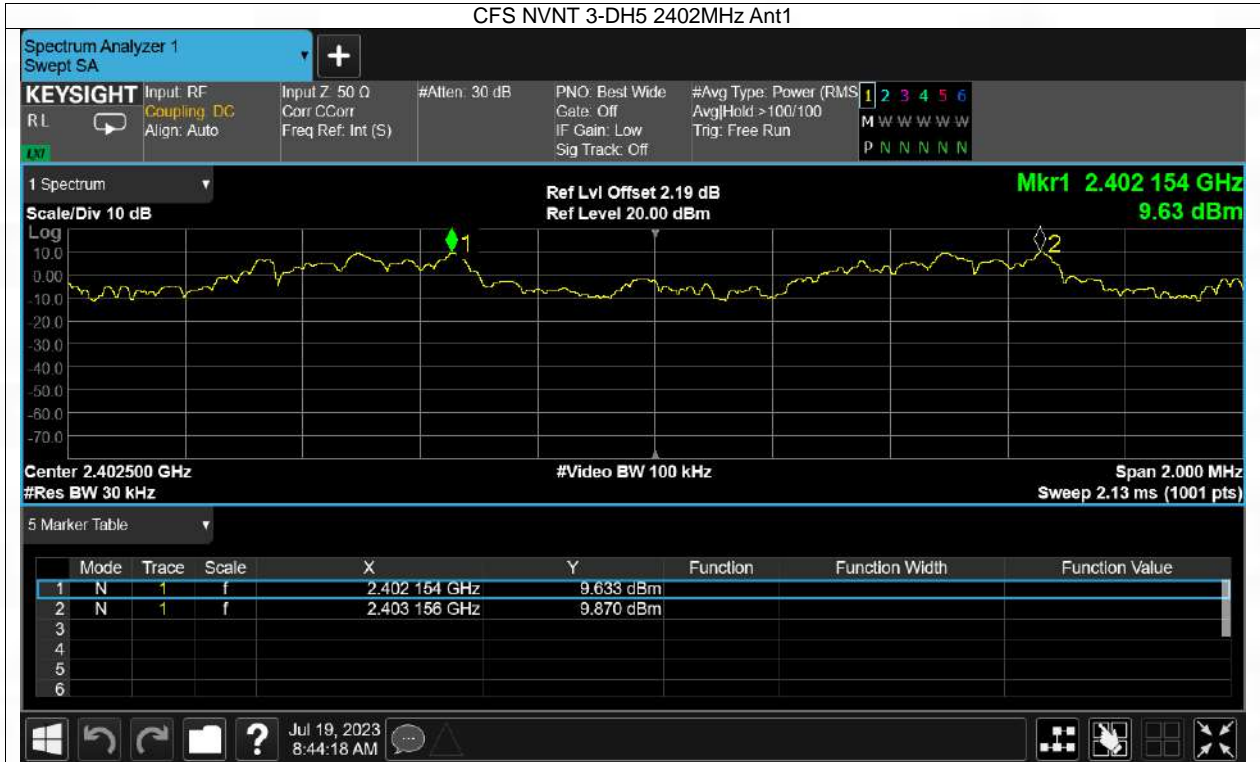 CFS NVNT 3-DH5 2402MHz Ant1
Spectrum Analyzer 1
Swept SA
KEYSIGHT
RL
LXI
Input: RF
Coupling: DC
Align: Auto
Input Z: 50 Ω
Corr CCorr
Freq Ref: Int (S)
#Atten: 30 dB
PNO: Best Wide
Gate: Off
IF Gain: Low
Sig Track: Off
#Avg Type: Power (RMS
Avg|Hold:>100/100
Trig: Free Run
1 2 3 4 5 6
M W W W W W
P N N N N N
1 Spectrum
Scale/Div 10 dB
Ref Lvl Offset 2.19 dB
Ref Level 20.00 dBm
Mkr1 2.402 154 GHz
9.63 dBm
Log
10.0
0.00
-10.0
-20.0
-30.0
-40.0
-50.0
-60.0
-70.0
1
2
Center 2.402500 GHz
#Video BW 100 kHz
Span 2.000 MHz
#Res BW 30 kHz
Sweep 2.13 ms (1001 pts)
5 Marker Table
Mode Trace Scale X Y Function Function Width Function Value
1 N 1 f 2.402 154 GHz 9.633 dBm
2 N 1 f 2.403 156 GHz 9.870 dBm
3
4
5
6
?
Jul 19, 2023
8:44:18 AM